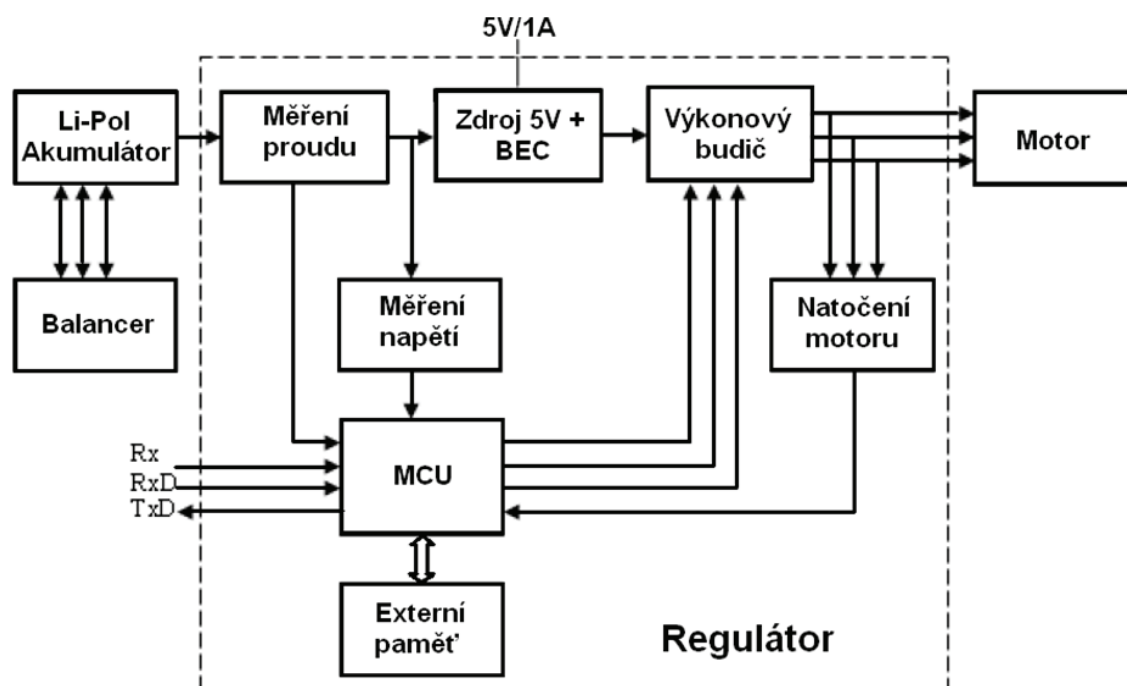 5V/1A
Li-Pol
Akumulátor
Měření
proudu
Zdroj 5V +
BEC
Výkonový
budič
Motor
Balancer
Měření
napětí
Natočení
motoru
Rx
RxD
TxD
MCU
Externí
paměť
Regulátor